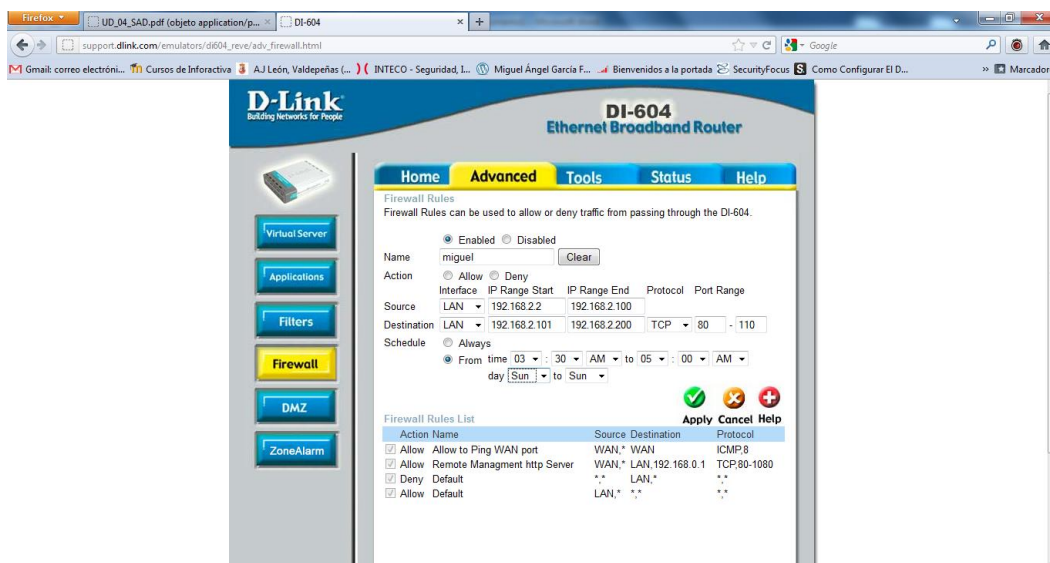 Firefox
UD_04_SAD.pdf (objeto application/p... ×
DI-604 × +
support.dlink.com/emulators/di604_reve/adv_firewall.html
Google
Gmail: correo electróni...
Cursos de Inforactiva
A.J León, Valdepeñas (...
INTECO - Seguridad, I...
Miguel Ángel García F...
Bienvenidos a la portada
SecurityFocus
Como Configurar El D...
» Marcador
D-Link
Building Networks for People
DI-604
Ethernet Broadband Router
Home Advanced Tools Status Help
Virtual Server
Applications
Filters
Firewall
DMZ
ZoneAlarm
Firewall Rules
Firewall Rules can be used to allow or deny traffic from passing through the DI-604.
Enabled Disabled
Name miguel Clear
Action Allow Deny
Interface IP Range Start IP Range End Protocol Port Range
Source LAN 192.168.2.2 192.168.2.100
Destination LAN 192.168.2.101 192.168.2.200 TCP 80 - 110
Schedule Always
From time 03 : 30 AM to 05 : 00 AM
day Sun to Sun
Apply Cancel Help
Firewall Rules List
Action Name Source Destination Protocol
Allow Allow to Ping WAN port WAN,* WAN ICMP,8
Allow Remote Managment http Server WAN,* LAN,192.168.0.1 TCP,80-1080
Deny Default *,* LAN,* *,*
Allow Default LAN,* *,* *,*